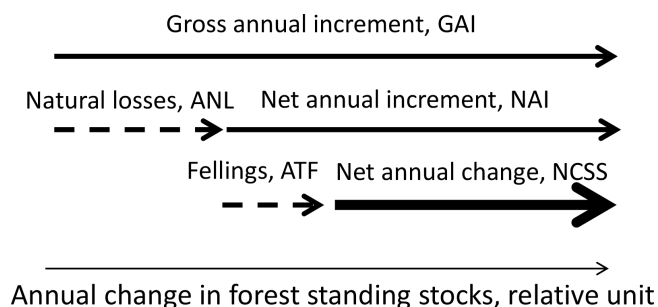 Gross annual increment, GAI
Natural losses, ANL Net annual increment, NAI
Fellings, ATF Net annual change, NCSS
Annual change in forest standing stocks, relative unit